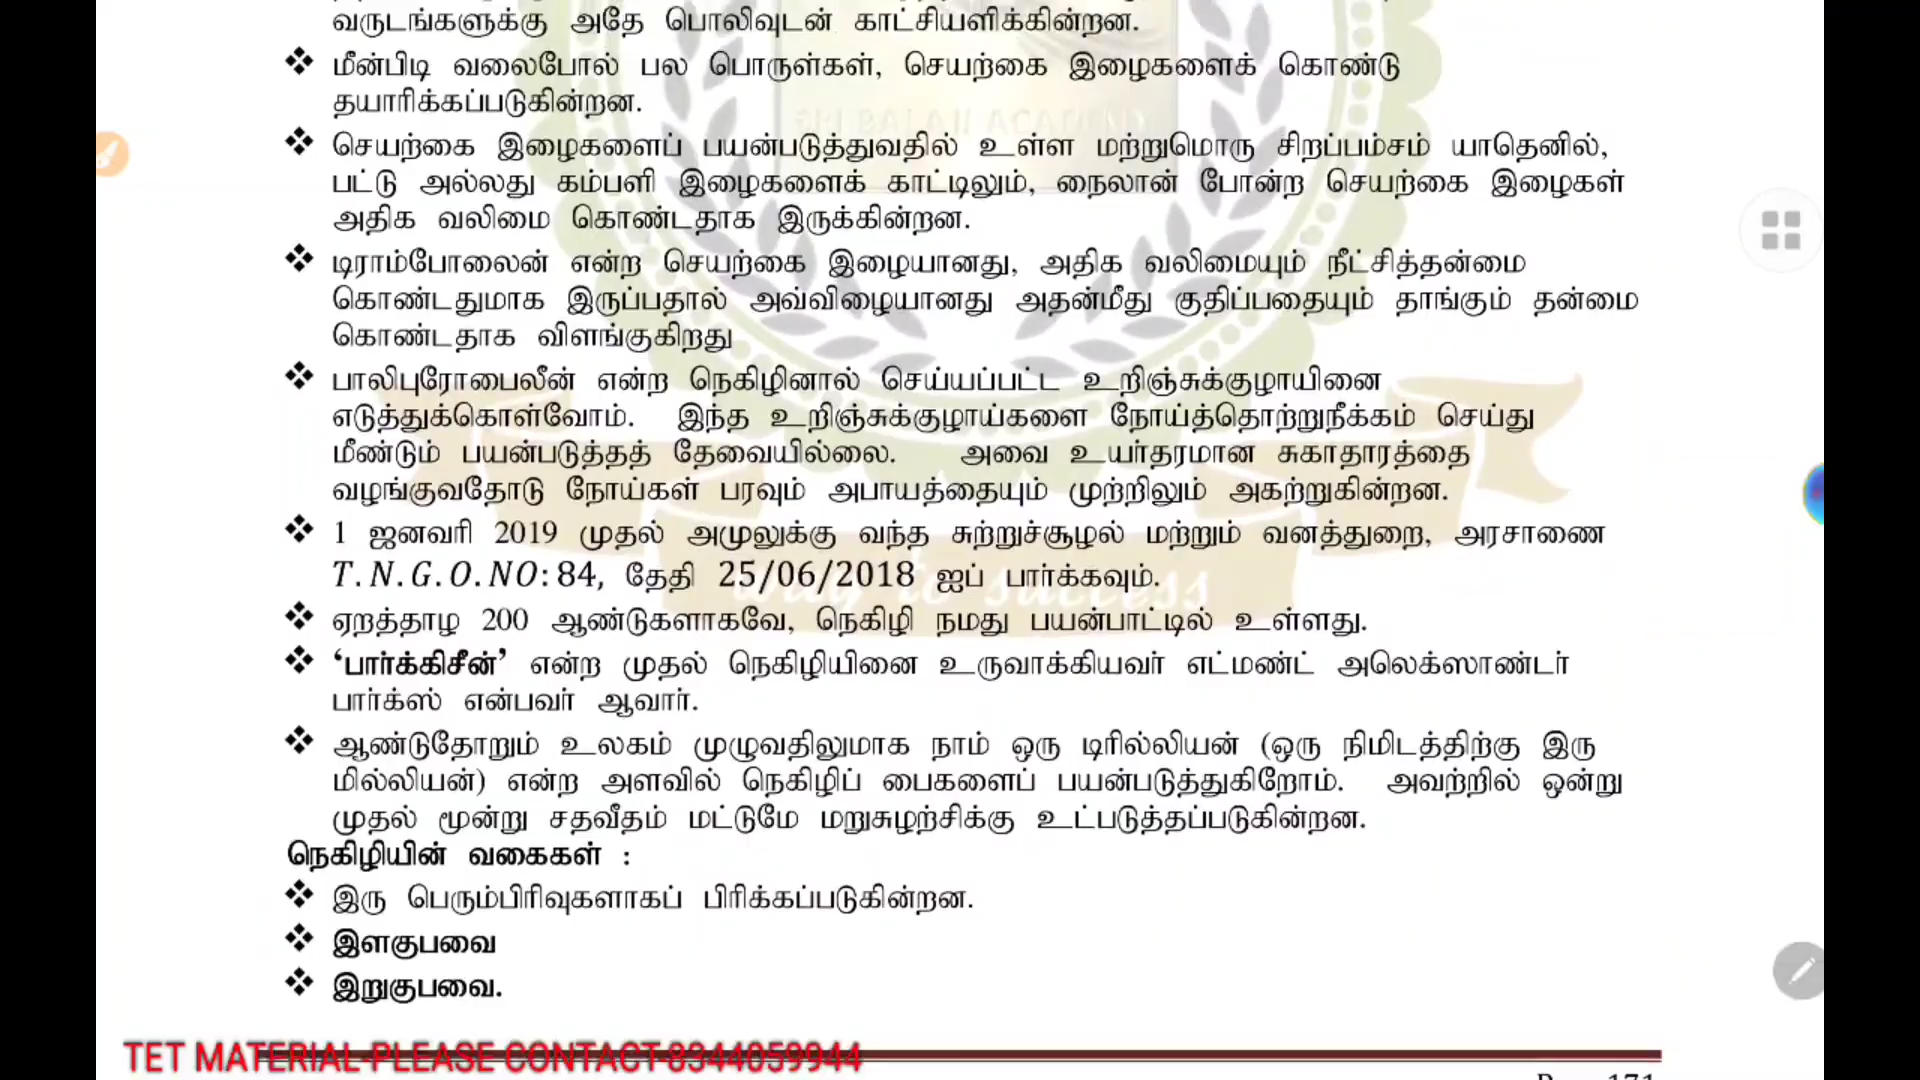 வருடங்களுக்கு அதே பொலிவுடன் காட்சியளிக்கின்றன.
❖ மீன்பிடி வலைபோல் பல பொருள்கள், செயற்கை இழைகளைக் கொண்டு
தயாரிக்கப்படுகின்றன.
SRI BALAJI ACADEMY
❖ செயற்கை இழைகளைப் பயன்படுத்துவதில் உள்ள மற்றுமொரு சிறப்பம்சம் யாதெனில்,
பட்டு அல்லது கம்பளி இழைகளைக் காட்டிலும், நைலான் போன்ற செயற்கை இழைகள்
அதிக வலிமை கொண்டதாக இருக்கின்றன.
❖ டிராம்போலைன் என்ற செயற்கை இழையானது, அதிக வலிமையும் நீட்சித்தன்மை
கொண்டதுமாக இருப்பதால் அவ்விழையானது அதன்மீது குதிப்பதையும் தாங்கும் தன்மை
கொண்டதாக விளங்குகிறது
❖ பாலிபுரோபைலீன் என்ற நெகிழினால் செய்யப்பட்ட உறிஞ்சுக்குழாயினை
எடுத்துக்கொள்வோம். இந்த உறிஞ்சுக்குழாய்களை நோய்த்தொற்றுநீக்கம் செய்து
மீண்டும் பயன்படுத்தத் தேவையில்லை. அவை உயர்தரமான சுகாதாரத்தை
வழங்குவதோடு நோய்கள் பரவும் அபாயத்தையும் முற்றிலும் அகற்றுகின்றன.
❖ 1 ஜனவரி 2019 முதல் அமுலுக்கு வந்த சுற்றுச்சூழல் மற்றும் வனத்துறை, அரசாணை
T.N.G.O.NO:84, தேதி 25/06/2018 ஐப் பார்க்கவும்.
way to success
❖ ஏறத்தாழ 200 ஆண்டுகளாகவே, நெகிழி நமது பயன்பாட்டில் உள்ளது.
❖ ‘பார்க்கிசீன்’ என்ற முதல் நெகிழியினை உருவாக்கியவர் எட்மண்ட் அலெக்ஸாண்டர்
பார்க்ஸ் என்பவர் ஆவார்.
❖ ஆண்டுதோறும் உலகம் முழுவதிலுமாக நாம் ஒரு டிரில்லியன் (ஒரு நிமிடத்திற்கு இரு
மில்லியன்) என்ற அளவில் நெகிழிப் பைகளைப் பயன்படுத்துகிறோம். அவற்றில் ஒன்று
முதல் மூன்று சதவீதம் மட்டுமே மறுசுழற்சிக்கு உட்படுத்தப்படுகின்றன.
நெகிழியின் வகைகள் :
❖ இரு பெரும்பிரிவுகளாகப் பிரிக்கப்படுகின்றன.
❖ இளகுபவை
❖ இறுகுபவை.
TET MATERIAL-PLEASE CONTACT-8344059944